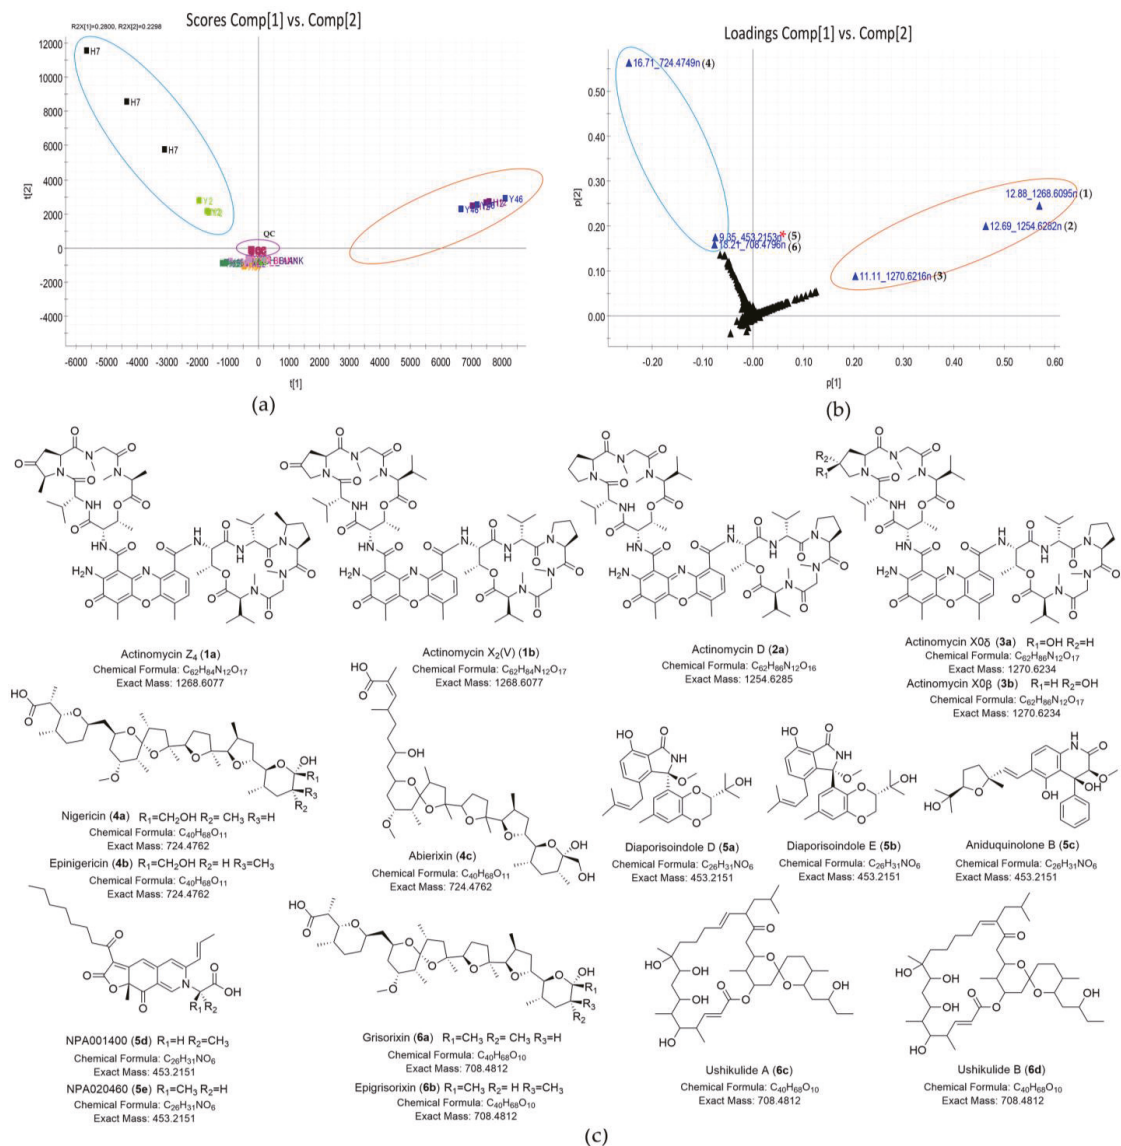 Scores Comp[1] vs. Comp[2]
R2X[1]=0.2800, R2X[2]=0.2298
12000
10000
8000
6000
4000
2000
0
-2000
-4000
t[2]
H7
H7
H7
Y2
QC
Y46
-6000 -5000 -4000 -3000 -2000 -1000 0 1000 2000 3000 4000 5000 6000 7000 8000
t[1]
(a)
Loadings Comp[1] vs. Comp[2]
0.50
0.40
0.30
0.20
0.10
0.00
p[2]
16.71_724.4749n (4)
12.88_1268.6095n (1)
12.69_1254.6282n (2)
9.35_453.2153n* (5)
18.21_708.4796n (6)
11.11_1270.6216n (3)
-0.20 -0.10 -0.00 0.10 0.20 0.30 0.40 0.50 0.60
p[1]
(b)
Actinomycin Z4 (1a)
Chemical Formula: C62H84N12O17
Exact Mass: 1268.6077
Actinomycin X2(V) (1b)
Chemical Formula: C62H84N12O17
Exact Mass: 1268.6077
Actinomycin D (2a)
Chemical Formula: C62H86N12O16
Exact Mass: 1254.6285
Actinomycin X0δ (3a) R1=OH R2=H
Chemical Formula: C62H86N12O17
Exact Mass: 1270.6234
Actinomycin X0β (3b) R1=H R2=OH
Chemical Formula: C62H86N12O17
Exact Mass: 1270.6234
Nigericin (4a) R1=CH2OH R2= CH3 R3=H
Chemical Formula: C40H68O11
Exact Mass: 724.4762
Epinigericin (4b) R1=CH2OH R2= H R3=CH3
Chemical Formula: C40H68O11
Exact Mass: 724.4762
Abierixin (4c)
Chemical Formula: C40H68O11
Exact Mass: 724.4762
Diaporisoindole D (5a)
Chemical Formula: C26H31NO6
Exact Mass: 453.2151
Diaporisoindole E (5b)
Chemical Formula: C26H31NO6
Exact Mass: 453.2151
Aniduquinolone B (5c)
Chemical Formula: C26H31NO6
Exact Mass: 453.2151
NPA001400 (5d) R1=H R2=CH3
Chemical Formula: C26H31NO6
Exact Mass: 453.2151
NPA020460 (5e) R1=CH3 R2=H
Chemical Formula: C26H31NO6
Exact Mass: 453.2151
Grisorixin (6a) R1=CH3 R2= CH3 R3=H
Chemical Formula: C40H68O10
Exact Mass: 708.4812
Epigrisorixin (6b) R1=CH3 R2= H R3=CH3
Chemical Formula: C40H68O10
Exact Mass: 708.4812
Ushikulide A (6c)
Chemical Formula: C40H68O10
Exact Mass: 708.4812
Ushikulide B (6d)
Chemical Formula: C40H68O10
Exact Mass: 708.4812
(c)